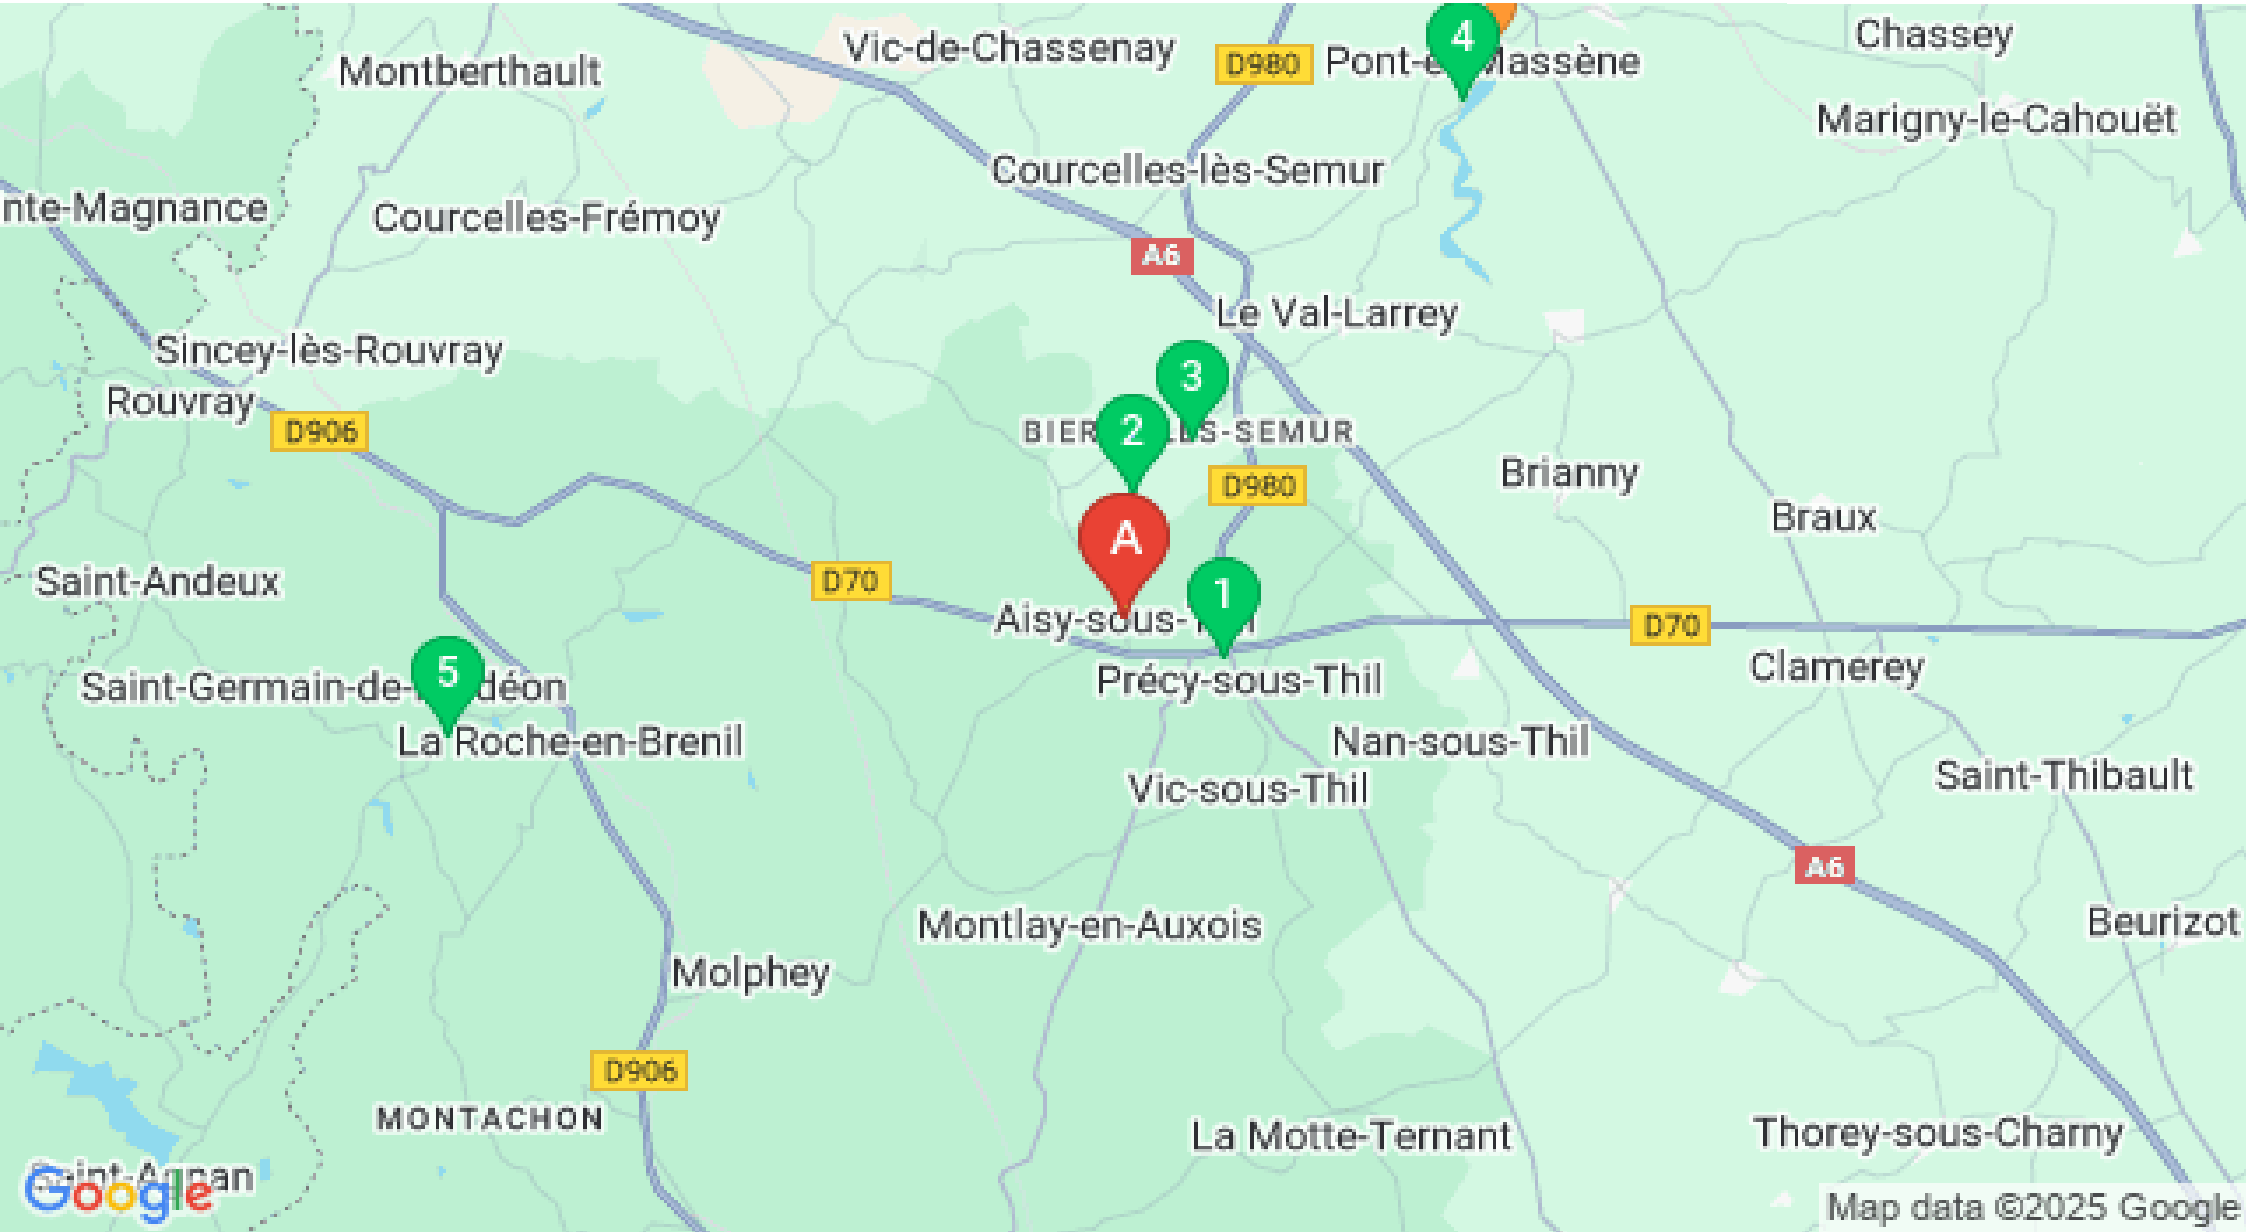 4
Chassey
Vic-de-Chassenay
D980
Montberthault
Marigny-le-Cahouët
Courcelles-lès-Semur
nte-Magnance
Courcelles-Frémoy
A6
Le Val-Larrey
Sincey-lès-Rouvray
3
Rouvray
D906
2
Brianny
D980
Braux
A
Saint-Andeux
D70
1
D70
Précy-sous-Thil
Clamerey
5
La Roche-en-Brenil
Nan-sous-Thil
Saint-Thibault
Vic-sous-Thil
A6
Montlay-en-Auxois
Beurizot
Molphey
D906
MONTACHON
La Motte-Ternant
Thorey-sous-Charny
Google
Map data ©2025 Google